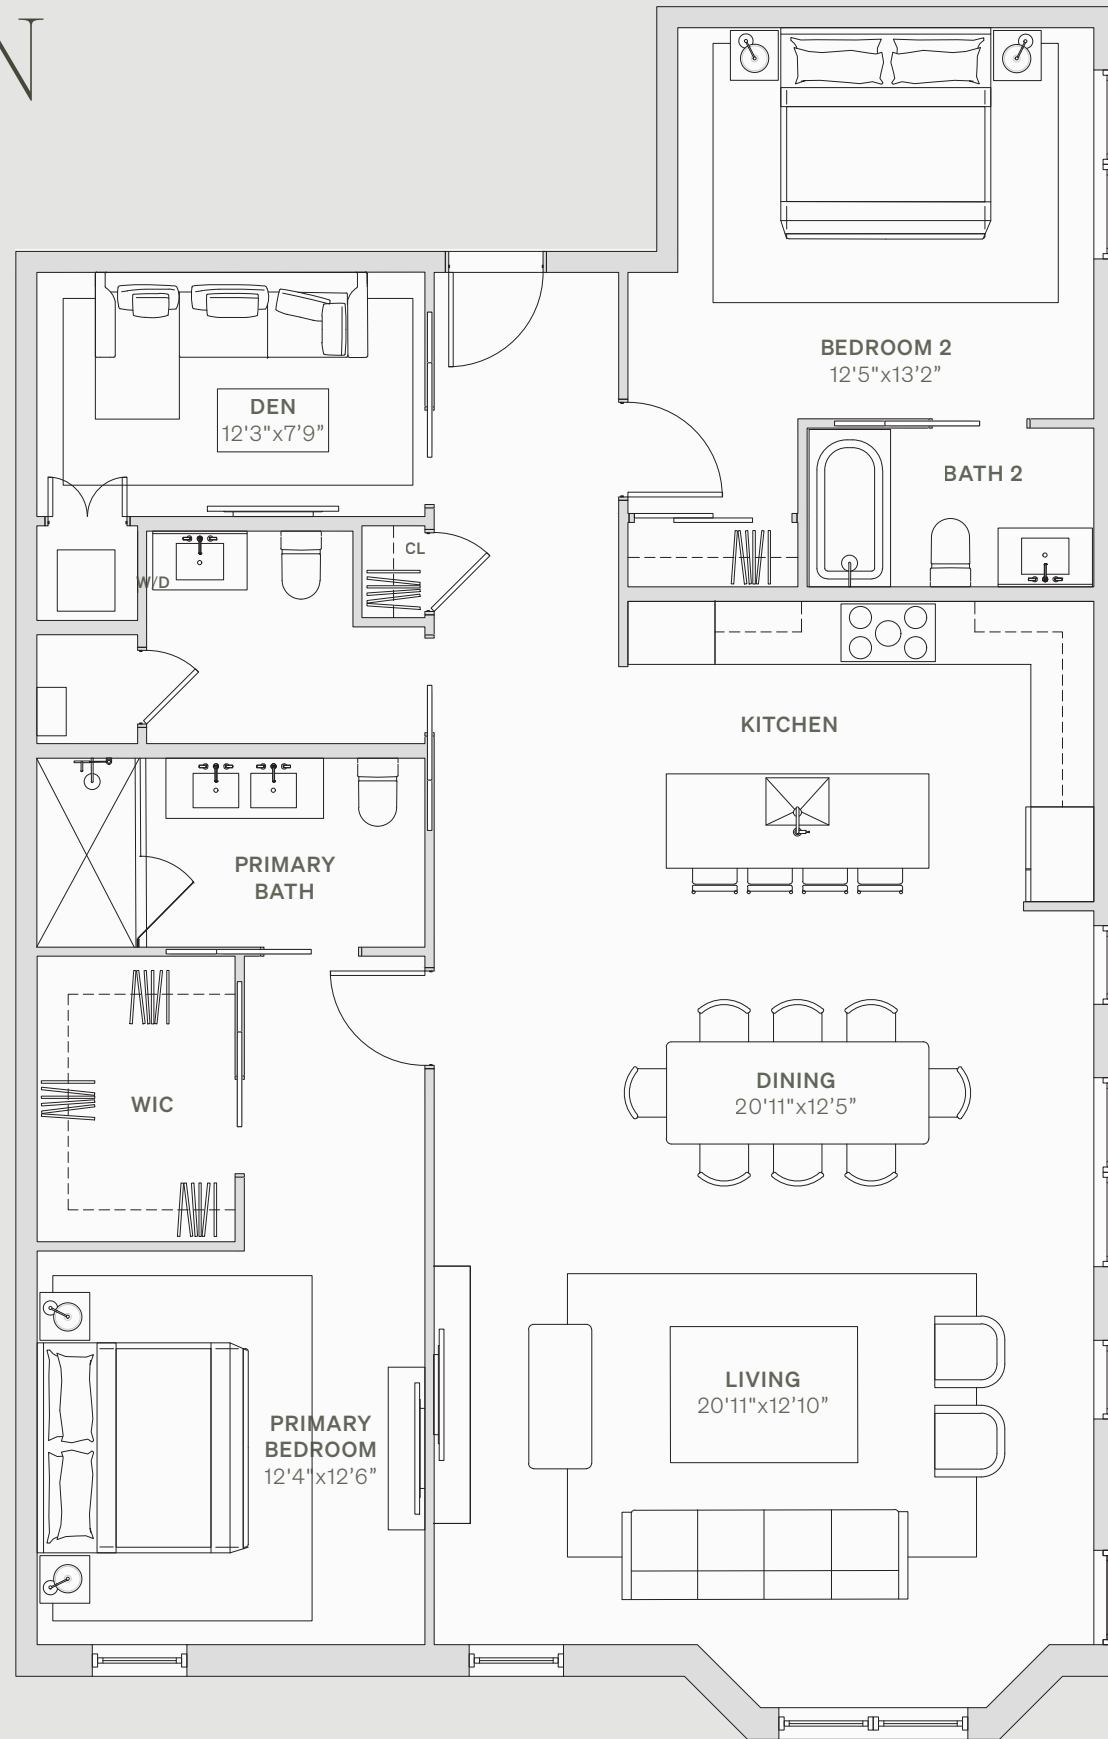 N
BEDROOM 2
12'5"x13'2”
DEN
12'3"x7'9”
BATH 2
CL
W/D
KITCHEN
PRIMARY
BATH
DINING
20'11"x12'5”
WIC
LIVING
20'11"x12'10”
PRIMARY
BEDROOM
12'4"x12'6”